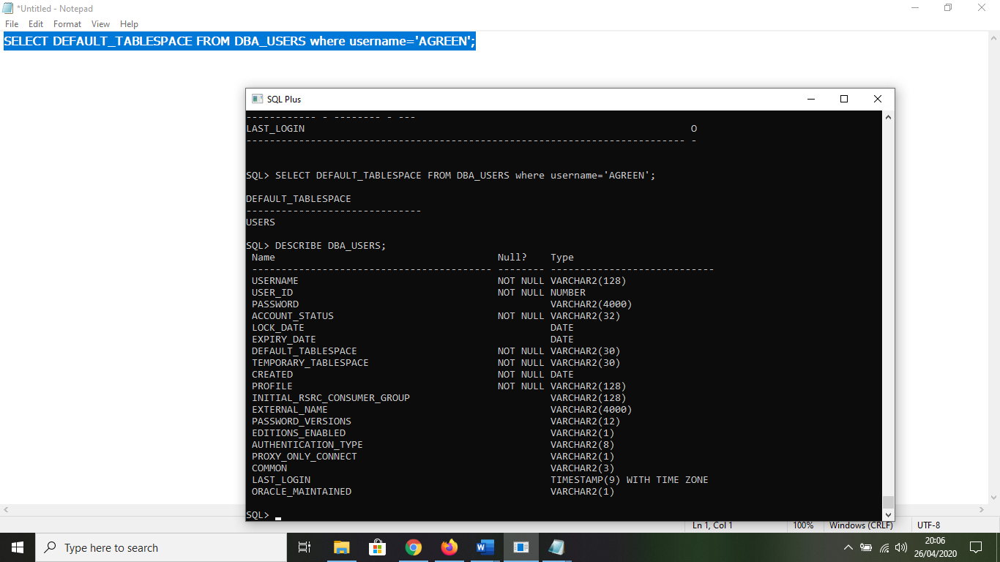 *Untitled - Notepad
File Edit Format View Help
SELECT DEFAULT_TABLESPACE FROM DBA_USERS where username='AGREEN';
SQL Plus
------------ - -------- - ---
LAST_LOGIN O
--------------------------------------------------------------------------- -
SQL> SELECT DEFAULT_TABLESPACE FROM DBA_USERS where username='AGREEN';
DEFAULT_TABLESPACE
------------------------------
USERS
SQL> DESCRIBE DBA_USERS;
Name Null? Type
----------------------------------------- -------- ----------------------------
USERNAME NOT NULL VARCHAR2(128)
USER_ID NOT NULL NUMBER
PASSWORD VARCHAR2(4000)
ACCOUNT_STATUS NOT NULL VARCHAR2(32)
LOCK_DATE DATE
EXPIRY_DATE DATE
DEFAULT_TABLESPACE NOT NULL VARCHAR2(30)
TEMPORARY_TABLESPACE NOT NULL VARCHAR2(30)
CREATED NOT NULL DATE
PROFILE NOT NULL VARCHAR2(128)
INITIAL_RSRC_CONSUMER_GROUP VARCHAR2(128)
EXTERNAL_NAME VARCHAR2(4000)
PASSWORD_VERSIONS VARCHAR2(12)
EDITIONS_ENABLED VARCHAR2(1)
AUTHENTICATION_TYPE VARCHAR2(8)
PROXY_ONLY_CONNECT VARCHAR2(1)
COMMON VARCHAR2(3)
LAST_LOGIN TIMESTAMP(9) WITH TIME ZONE
ORACLE_MAINTAINED VARCHAR2(1)
SQL>
Ln 1, Col 1 100% Windows (CRLF) UTF-8
Type here to search
20:06
26/04/2020